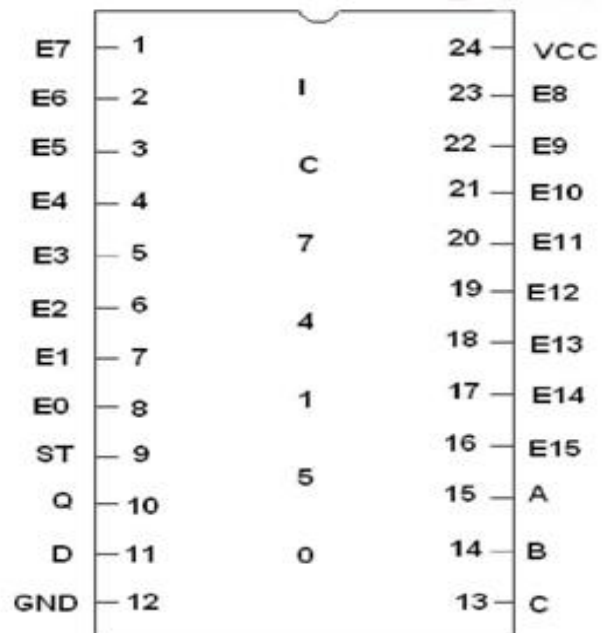 E7 1 24 VCC
E6 2 I 23 E8
E5 3 C 22 E9
E4 4 21 E10
E3 5 7 20 E11
E2 6 4 19 E12
E1 7 18 E13
E0 8 1 17 E14
ST 9 5 16 E15
Q 10 15 A
D 11 0 14 B
GND 12 13 C